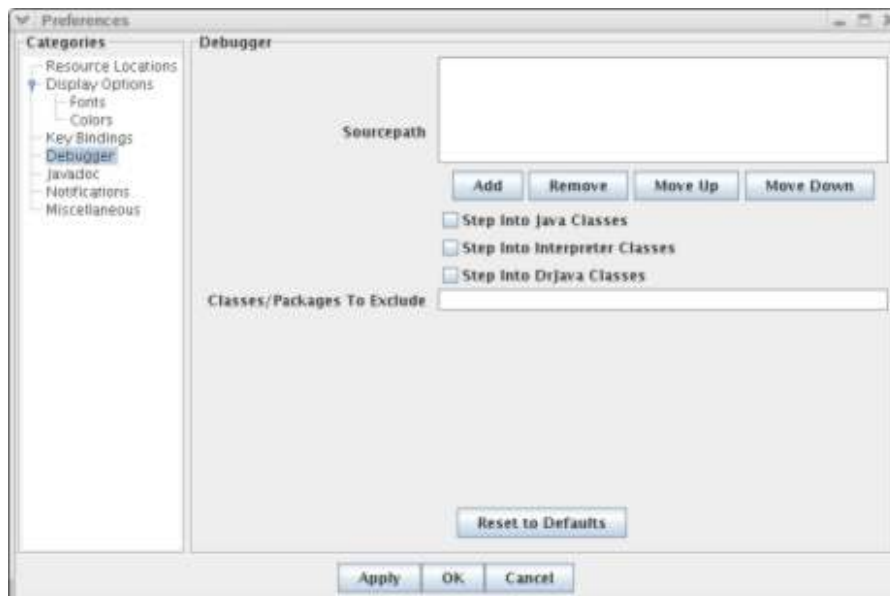 Preferences
Categories
Resource Locations
Display Options
Fonts
Colors
Key Bindings
Debugger
Javadoc
Notifications
Miscellaneous
Debugger
Sourcepath
Add Remove Move Up Move Down
Step Into Java Classes
Step Into Interpreter Classes
Step Into DrJava Classes
Classes/Packages To Exclude
Reset to Defaults
Apply OK Cancel